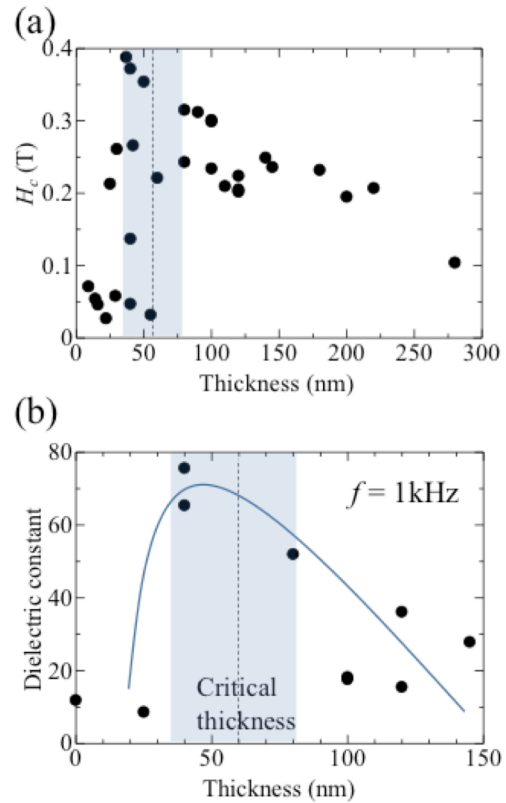 (a)
0.4
0.3
0.2
0.1
0
H_c (T)
0 50 100 150 200 250 300
Thickness (nm)
(b)
80
60
40
20
0
Dielectric constant
f = 1kHz
Critical
thickness
0 50 100 150
Thickness (nm)